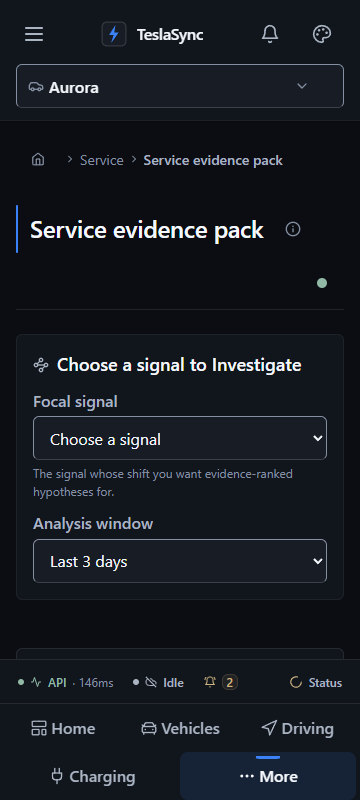 TeslaSync
Aurora
Service
Service evidence pack
Service evidence pack
Choose a signal to Investigate
Focal signal
Choose a signal
The signal whose shift you want evidence-ranked
hypotheses for.
Analysis window
Last 3 days
API · 146ms
Idle
2
Status
Home
Vehicles
Driving
Charging
More